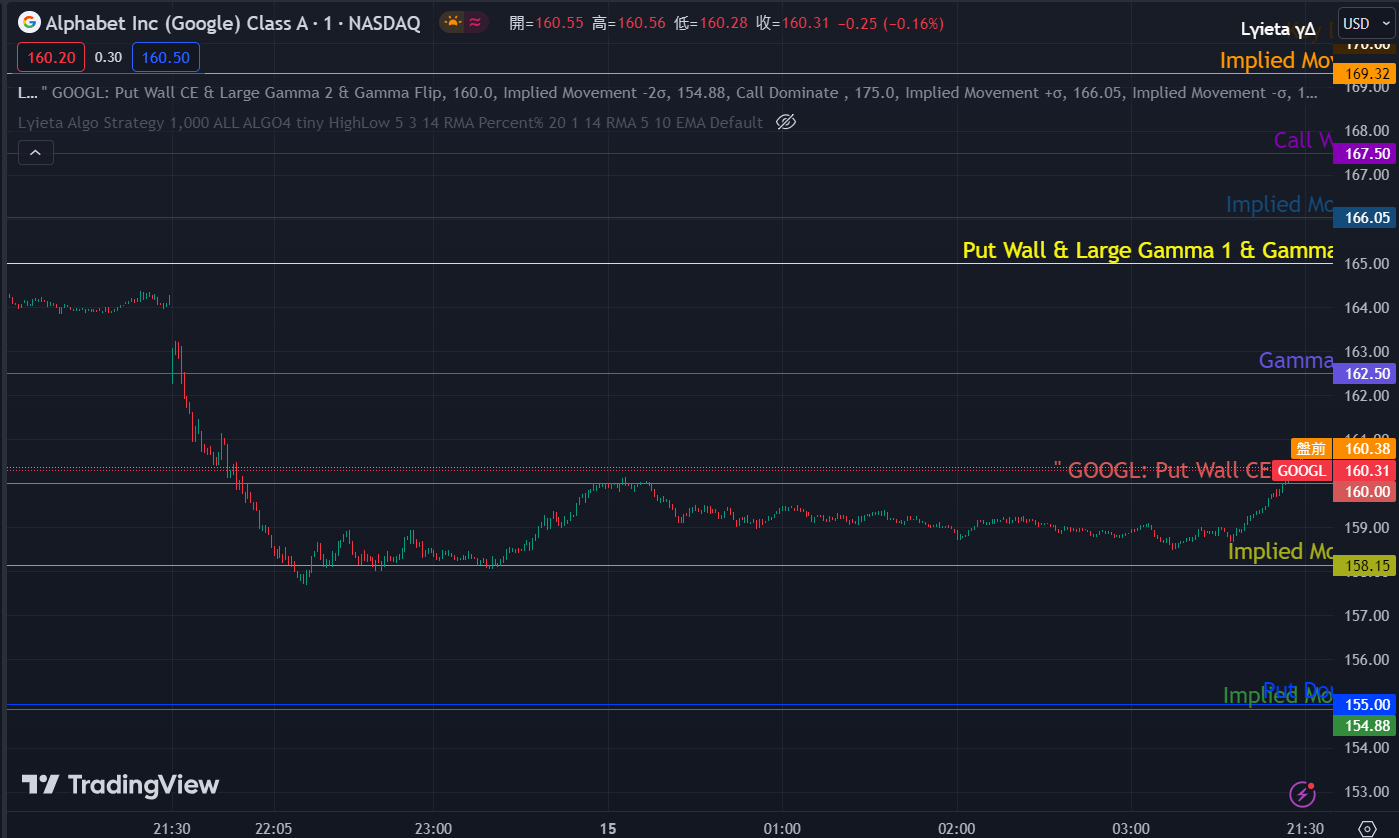 Alphabet Inc (Google) Class A · 1 · NASDAQ 開=160.55 高=160.56 低=160.28 收=160.31 −0.25 (−0.16%)
Lyieta γΔ
USD
160.20 0.30 160.50
170.00
Implied Mov
169.32
169.00
L... " GOOGL: Put Wall CE & Large Gamma 2 & Gamma Flip, 160.0, Implied Movement -2σ, 154.88, Call Dominate , 175.0, Implied Movement +σ, 166.05, Implied Movement -σ, 1...
Lyieta Algo Strategy 1,000 ALL ALGO4 tiny HighLow 5 3 14 RMA Percent% 20 1 14 RMA 5 10 EMA Default
168.00
Call W
167.50
167.00
Implied Mo
166.05
Put Wall & Large Gamma 1 & Gamma
165.00
164.00
163.00
Gamma
162.50
162.00
161.00
盤前 160.38
" GOOGL: Put Wall CE
GOOGL 160.31
160.00
159.00
Implied Mo
158.15
158.00
157.00
156.00
Put Do
Implied Mo
155.00
154.88
154.00
TradingView
153.00
21:30 22:05 23:00 15 01:00 02:00 03:00 21:30